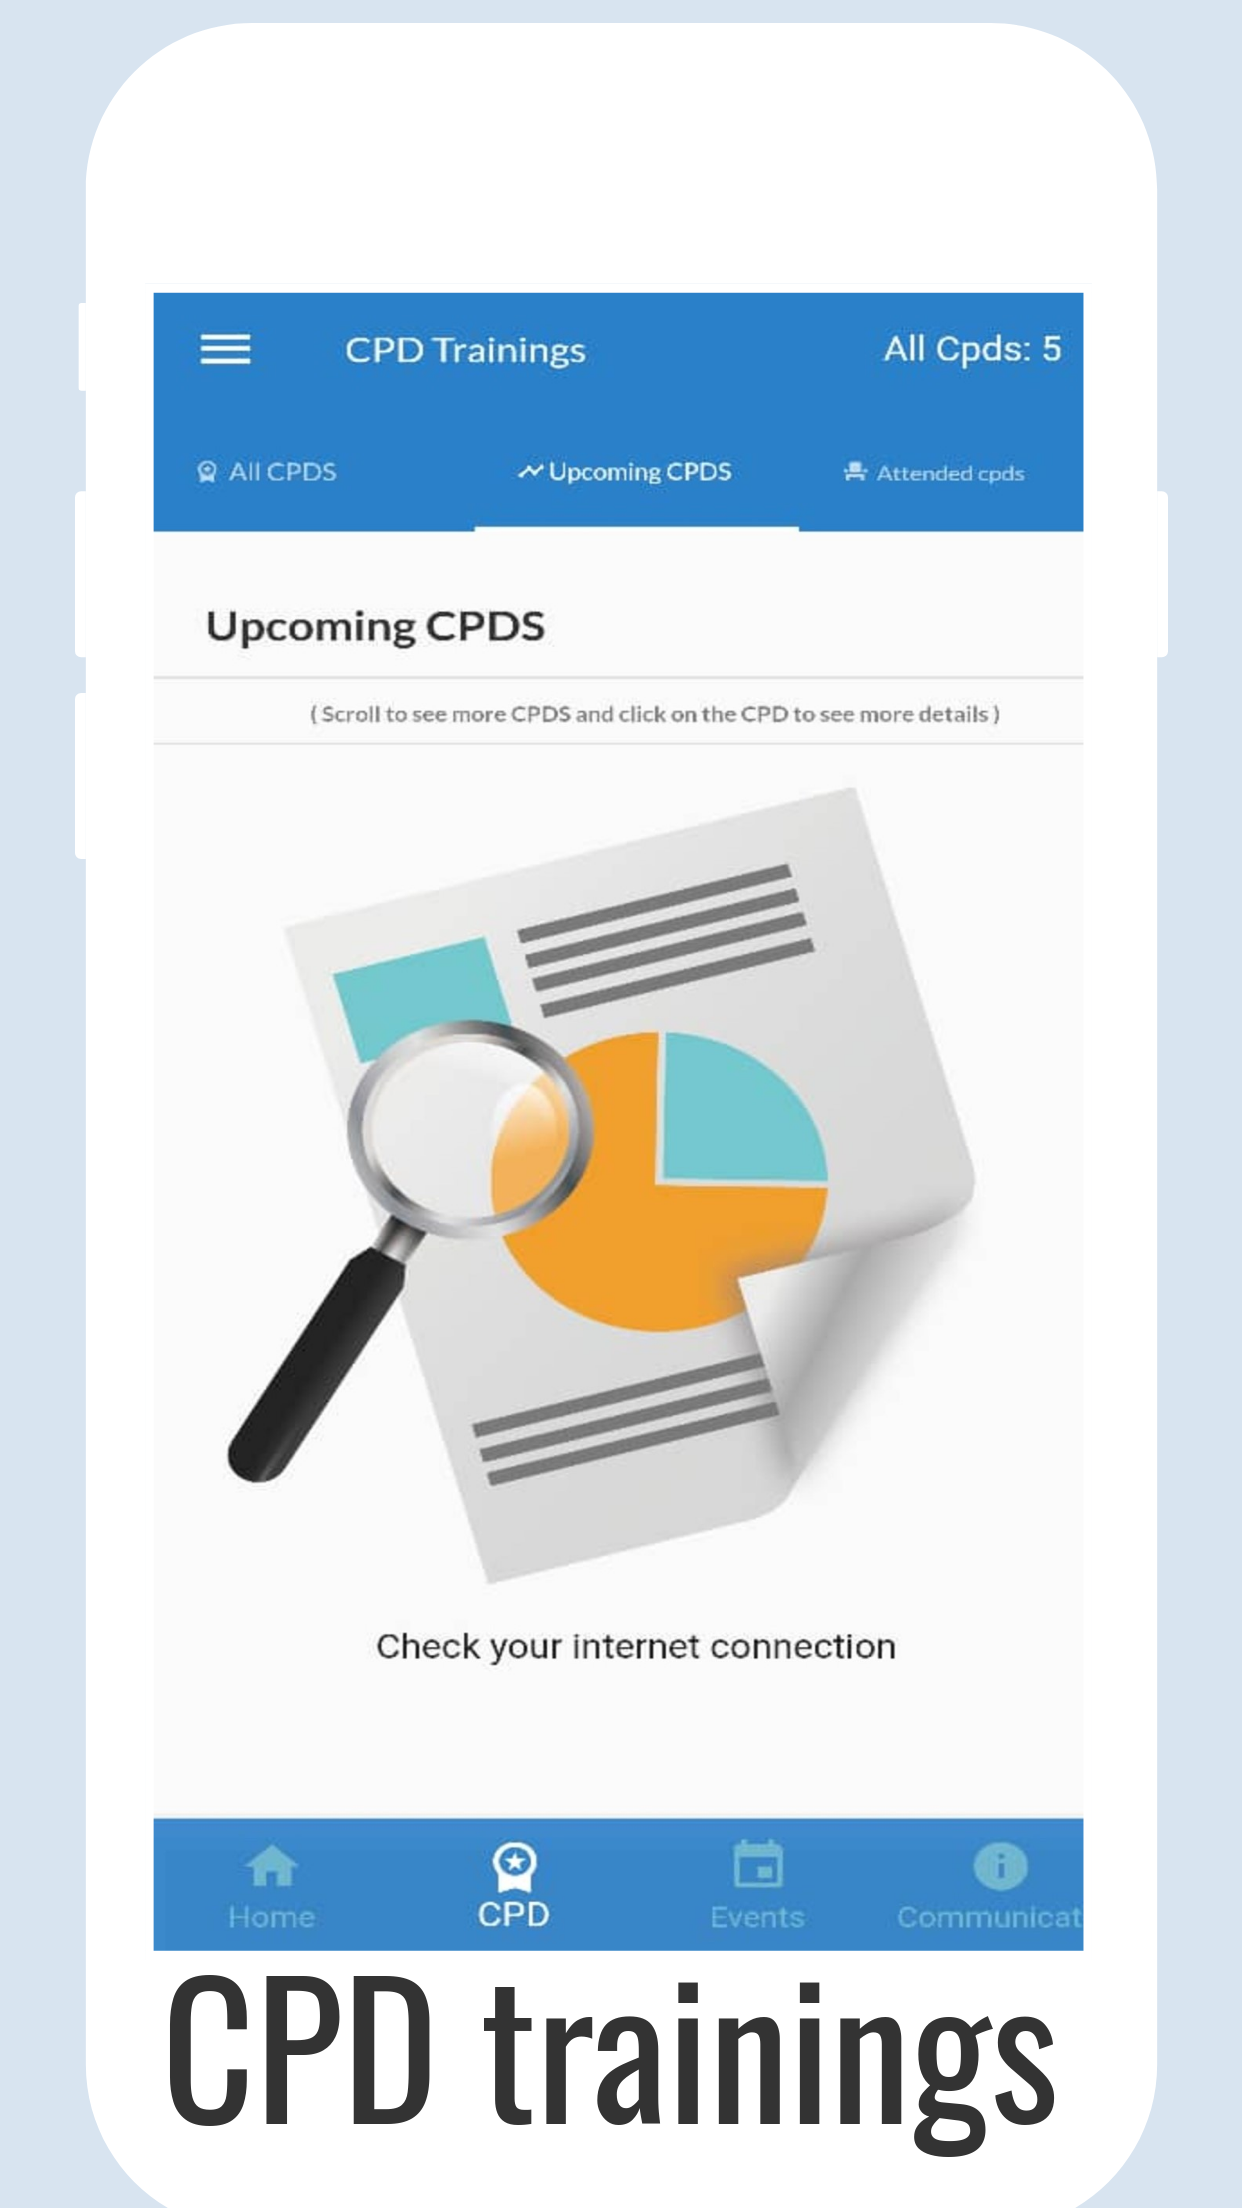 CPD Trainings All Cpds: 5
All CPDS Upcoming CPDS Attended cpds
Upcoming CPDS
( Scroll to see more CPDS and click on the CPD to see more details )
Check your internet connection
Home CPD Events Communicat
CPD trainings